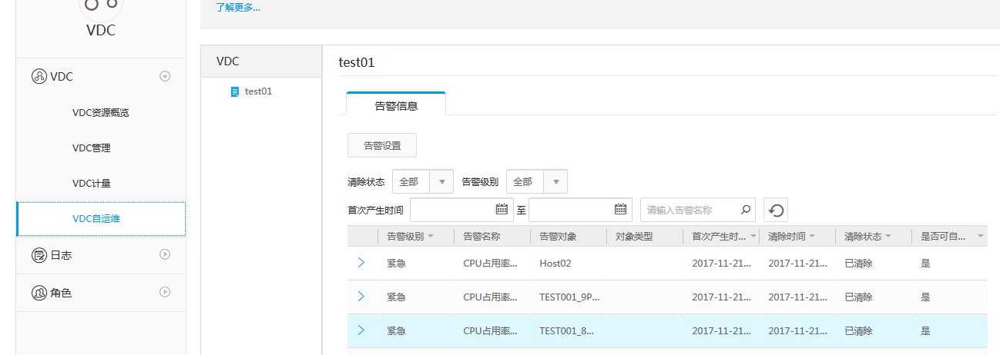 了解更多...
VDC
VDC
VDC资源概览
VDC管理
VDC计量
VDC自运维
日志
角色
VDC
test01
test01
告警信息
告警设置
清除状态 全部 告警级别 全部
首次产生时间 至 请输入告警名称
告警级别 告警名称 告警对象 对象类型 首次产生时... 清除时间 清除状态 是否可自...
紧急 CPU占用率... Host02 2017-11-21... 2017-11-21... 已清除 是
紧急 CPU占用率... TEST001_9P... 2017-11-21... 2017-11-21... 已清除 是
紧急 CPU占用率... TEST001_8... 2017-11-21... 2017-11-21... 已清除 是